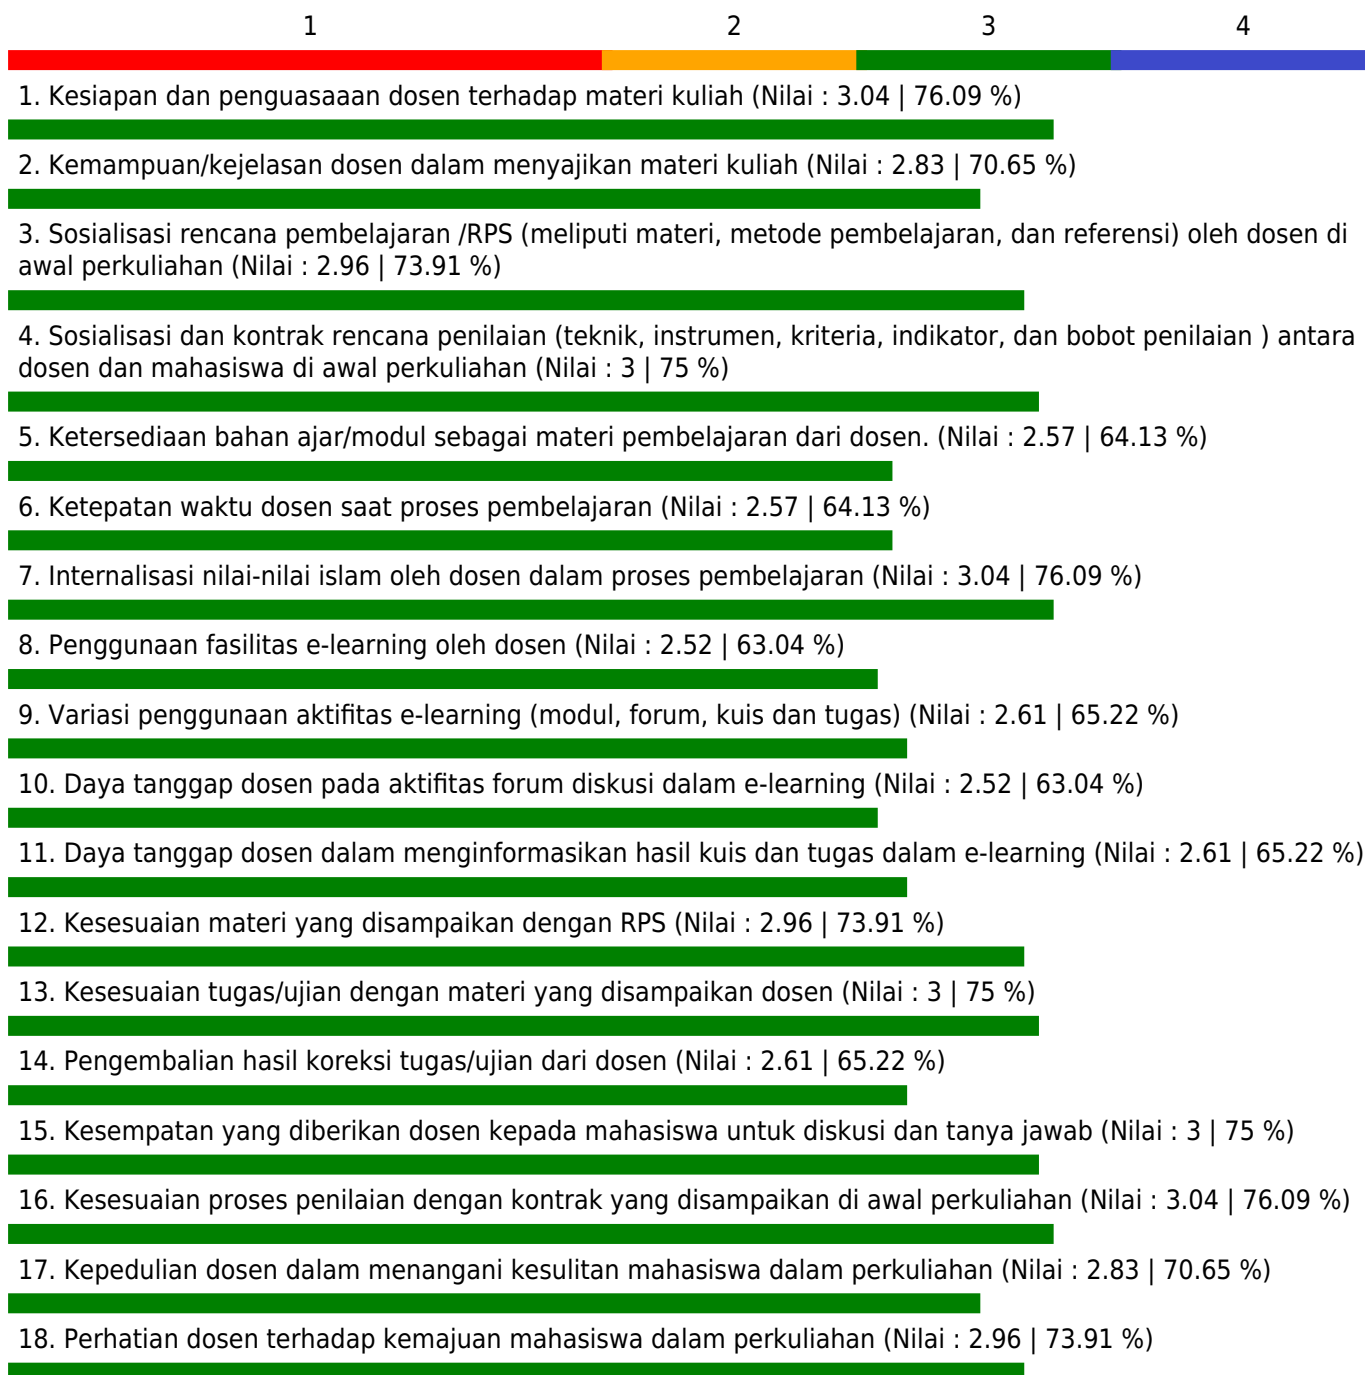 1 2 3 4
1. Kesiapan dan penguasaaan dosen terhadap materi kuliah (Nilai : 3.04 | 76.09 %)
2. Kemampuan/kejelasan dosen dalam menyajikan materi kuliah (Nilai : 2.83 | 70.65 %)
3. Sosialisasi rencana pembelajaran /RPS (meliputi materi, metode pembelajaran, dan referensi) oleh dosen di
awal perkuliahan (Nilai : 2.96 | 73.91 %)
4. Sosialisasi dan kontrak rencana penilaian (teknik, instrumen, kriteria, indikator, dan bobot penilaian ) antara
dosen dan mahasiswa di awal perkuliahan (Nilai : 3 | 75 %)
5. Ketersediaan bahan ajar/modul sebagai materi pembelajaran dari dosen. (Nilai : 2.57 | 64.13 %)
6. Ketepatan waktu dosen saat proses pembelajaran (Nilai : 2.57 | 64.13 %)
7. Internalisasi nilai-nilai islam oleh dosen dalam proses pembelajaran (Nilai : 3.04 | 76.09 %)
8. Penggunaan fasilitas e-learning oleh dosen (Nilai : 2.52 | 63.04 %)
9. Variasi penggunaan aktifitas e-learning (modul, forum, kuis dan tugas) (Nilai : 2.61 | 65.22 %)
10. Daya tanggap dosen pada aktifitas forum diskusi dalam e-learning (Nilai : 2.52 | 63.04 %)
11. Daya tanggap dosen dalam menginformasikan hasil kuis dan tugas dalam e-learning (Nilai : 2.61 | 65.22 %)
12. Kesesuaian materi yang disampaikan dengan RPS (Nilai : 2.96 | 73.91 %)
13. Kesesuaian tugas/ujian dengan materi yang disampaikan dosen (Nilai : 3 | 75 %)
14. Pengembalian hasil koreksi tugas/ujian dari dosen (Nilai : 2.61 | 65.22 %)
15. Kesempatan yang diberikan dosen kepada mahasiswa untuk diskusi dan tanya jawab (Nilai : 3 | 75 %)
16. Kesesuaian proses penilaian dengan kontrak yang disampaikan di awal perkuliahan (Nilai : 3.04 | 76.09 %)
17. Kepedulian dosen dalam menangani kesulitan mahasiswa dalam perkuliahan (Nilai : 2.83 | 70.65 %)
18. Perhatian dosen terhadap kemajuan mahasiswa dalam perkuliahan (Nilai : 2.96 | 73.91 %)